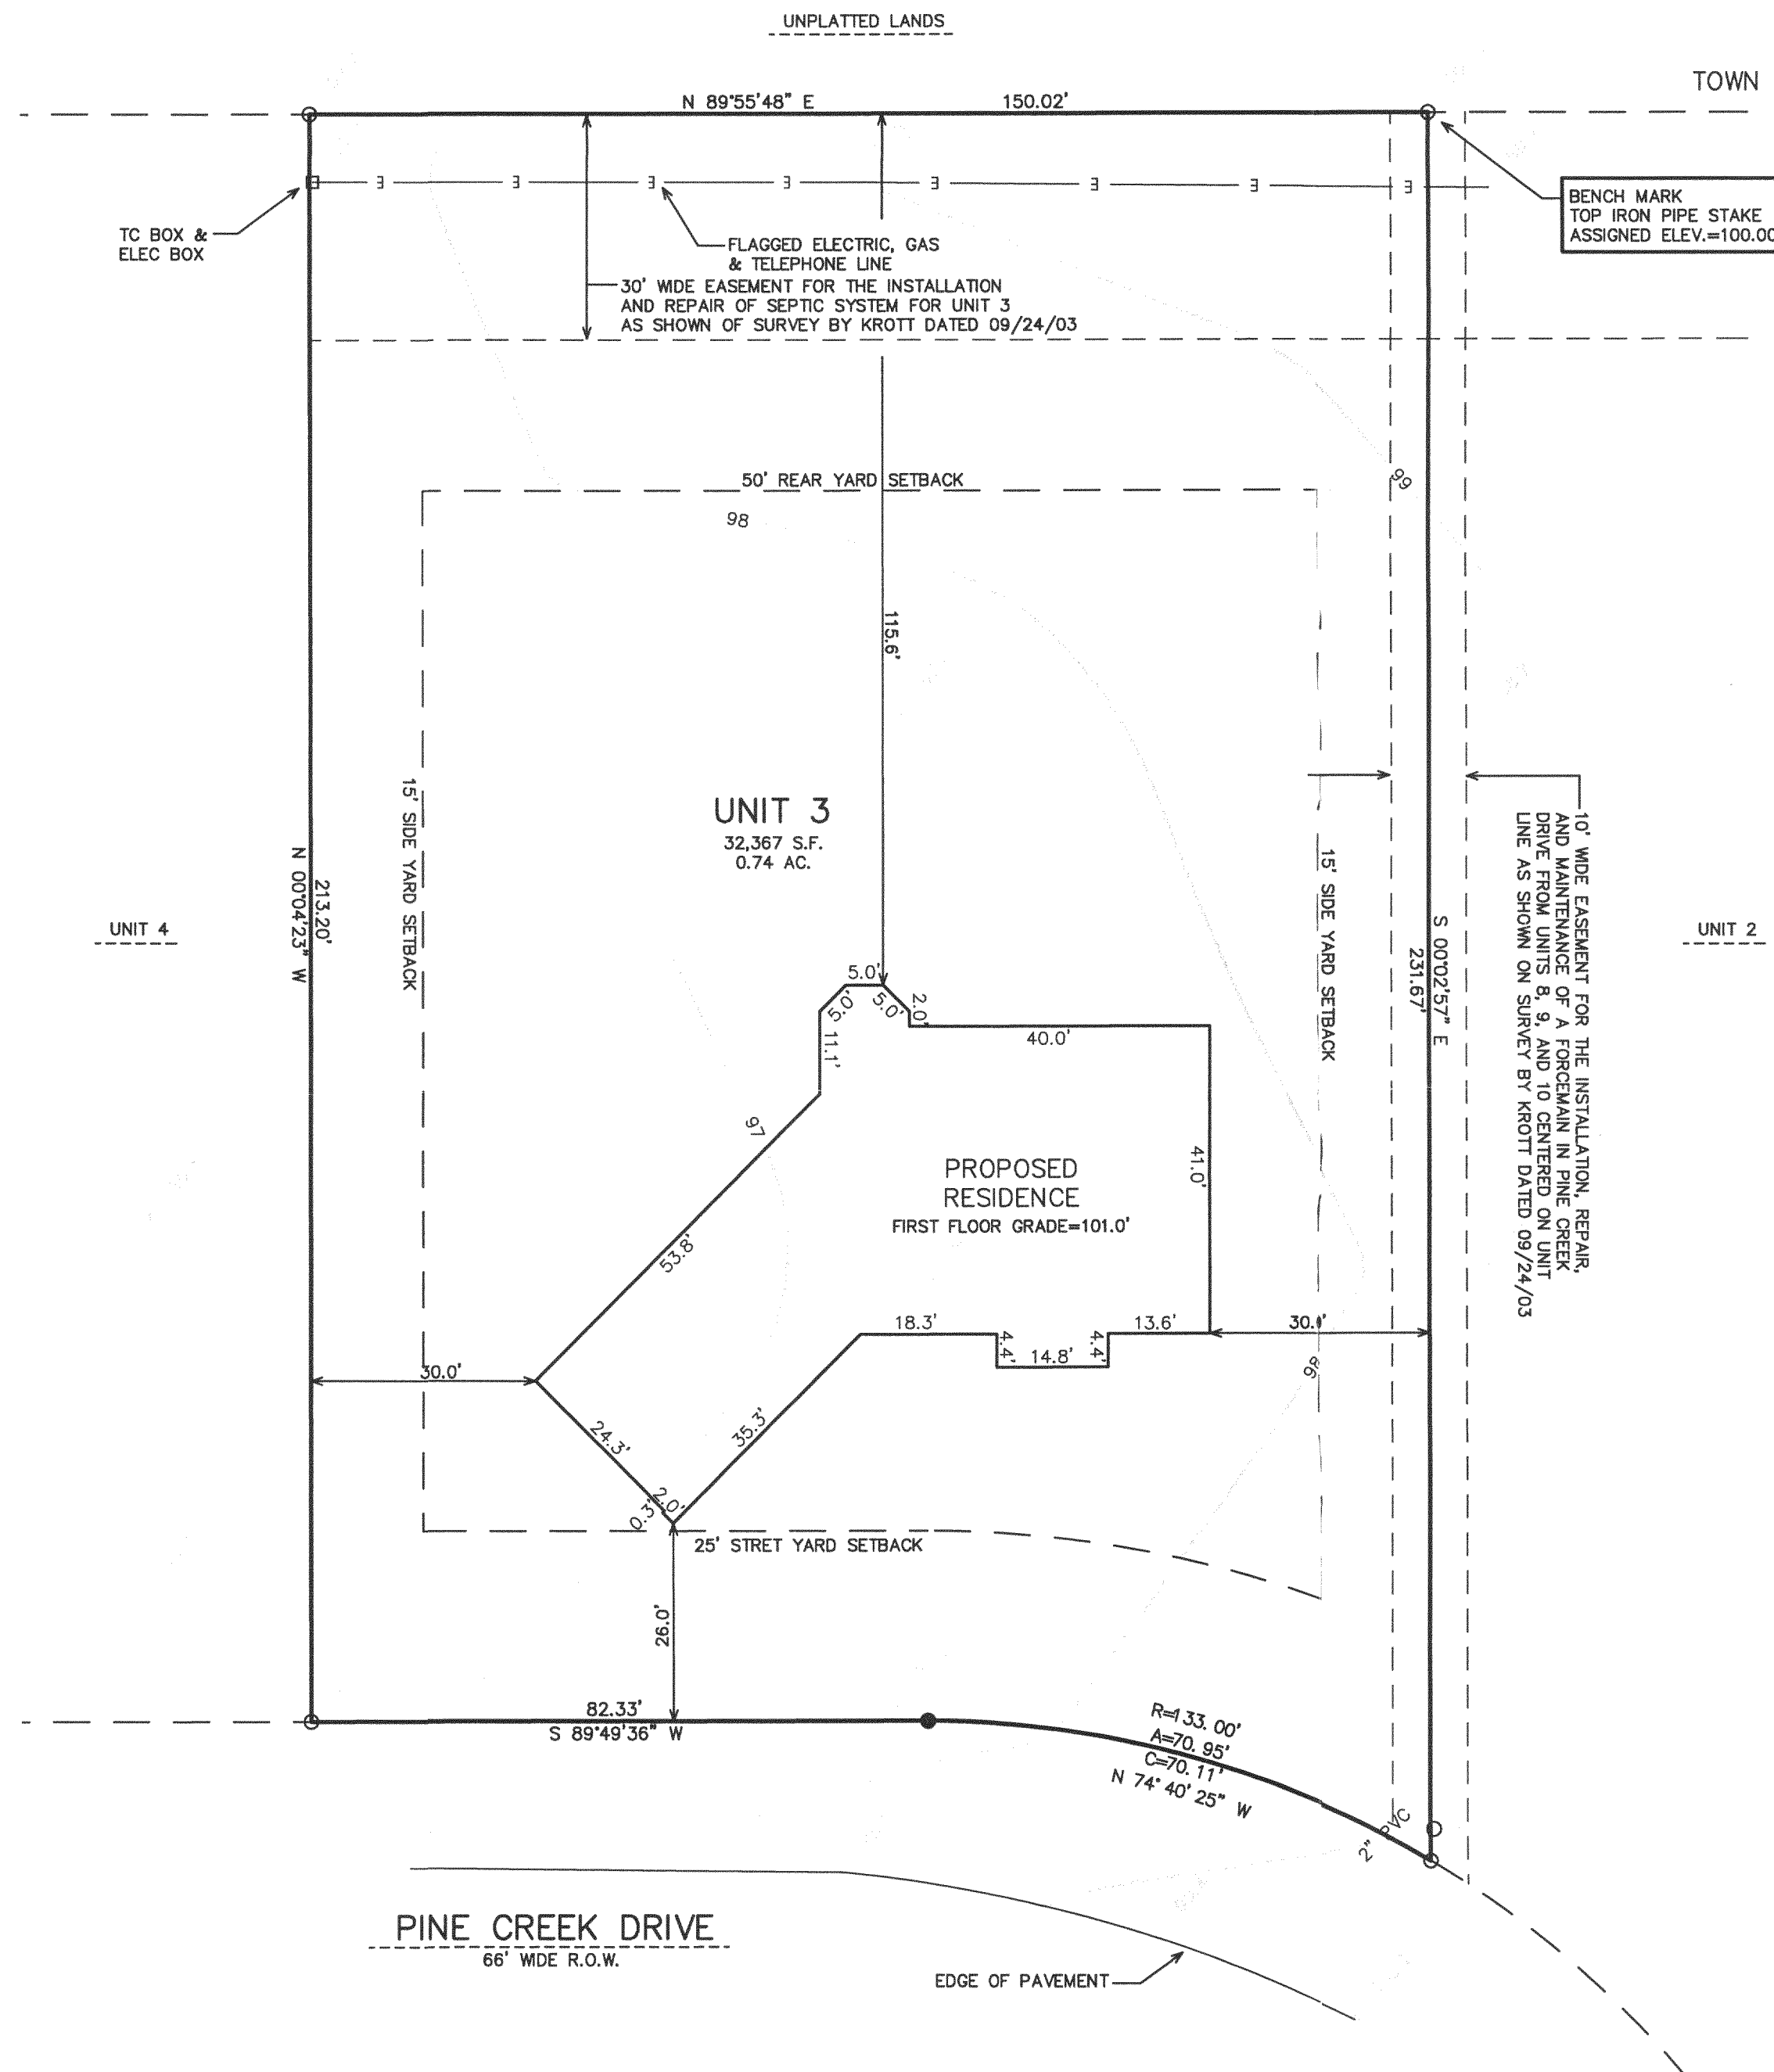 UNPLATTED LANDS
TOWN
N 89°55'48" E 150.02'
BENCH MARK
TOP IRON PIPE STAKE
ASSIGNED ELEV.=100.00
TC BOX &
ELEC BOX
E E E E E E E E
FLAGGED ELECTRIC, GAS
& TELEPHONE LINE
30' WIDE EASEMENT FOR THE INSTALLATION
AND REPAIR OF SEPTIC SYSTEM FOR UNIT 3
AS SHOWN OF SURVEY BY KROTT DATED 09/24/03
50' REAR YARD SETBACK
99
98
115.6'
UNIT 3
32,367 S.F.
0.74 AC.
15' SIDE YARD SETBACK
15' SIDE YARD SETBACK
10' WIDE EASEMENT FOR THE INSTALLATION, REPAIR,
AND MAINTENANCE OF A FORCEMAIN IN PINE CREEK
DRIVE FROM UNITS 8, 9, AND 10 CENTERED ON UNIT
LINE AS SHOWN ON SURVEY BY KROTT DATED 09/24/03
213.20'
N 00°04'23" W
S 00°02'57" E
231.67'
UNIT 4
UNIT 2
5.0'
5.0'
5.0'
2.0'
11.1'
40.0'
97
41.0'
PROPOSED
RESIDENCE
FIRST FLOOR GRADE=101.0'
53.8'
18.3'
4.4'
14.8'
4.4'
13.6'
30.0'
30.0'
98
24.3'
35.3'
2.0'
0.3'
25' STRET YARD SETBACK
26.0'
82.33'
S 89°49'36" W
R=133.00'
A=70.95'
C=70.11'
N 74°40'25" W
2" PVC
PINE CREEK DRIVE
66' WIDE R.O.W.
EDGE OF PAVEMENT